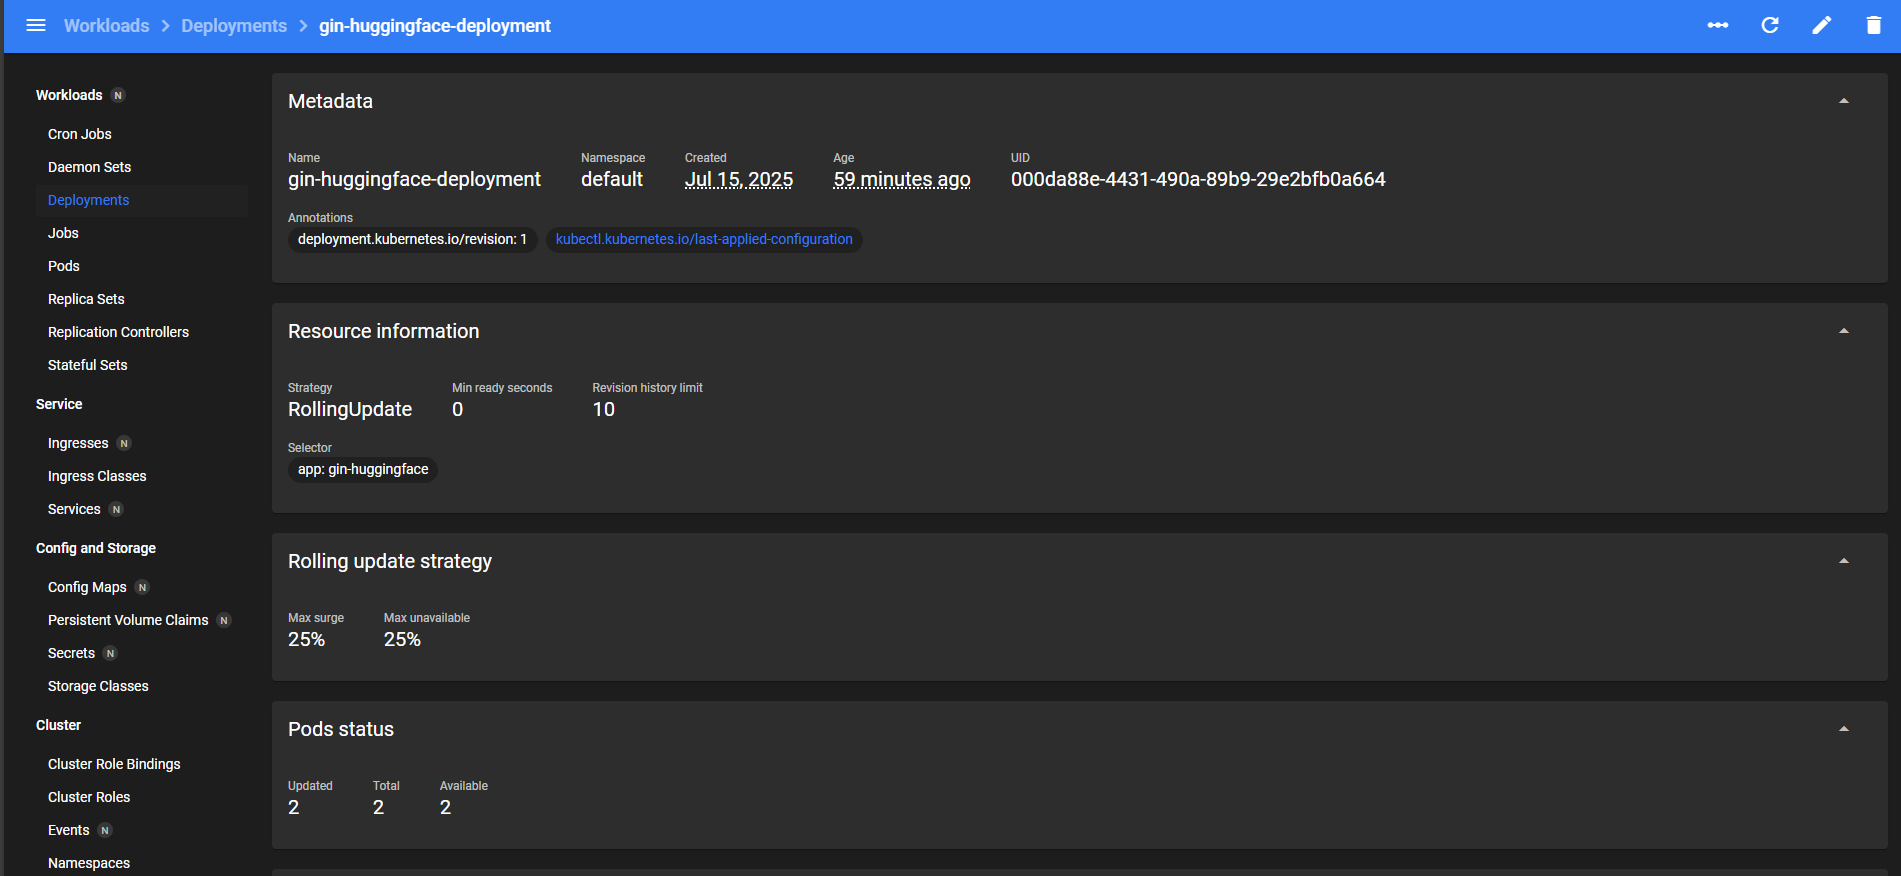 Workloads > Deployments > gin-huggingface-deployment
Workloads N
Cron Jobs
Daemon Sets
Deployments
Jobs
Pods
Replica Sets
Replication Controllers
Stateful Sets
Service
Ingresses N
Ingress Classes
Services N
Config and Storage
Config Maps N
Persistent Volume Claims N
Secrets N
Storage Classes
Cluster
Cluster Role Bindings
Cluster Roles
Events N
Namespaces
Metadata
Name Namespace Created Age UID
gin-huggingface-deployment default Jul 15, 2025 59 minutes ago 000da88e-4431-490a-89b9-29e2bfb0a664
Annotations
deployment.kubernetes.io/revision: 1 kubectl.kubernetes.io/last-applied-configuration
Resource information
Strategy Min ready seconds Revision history limit
RollingUpdate 0 10
Selector
app: gin-huggingface
Rolling update strategy
Max surge Max unavailable
25% 25%
Pods status
Updated Total Available
2 2 2